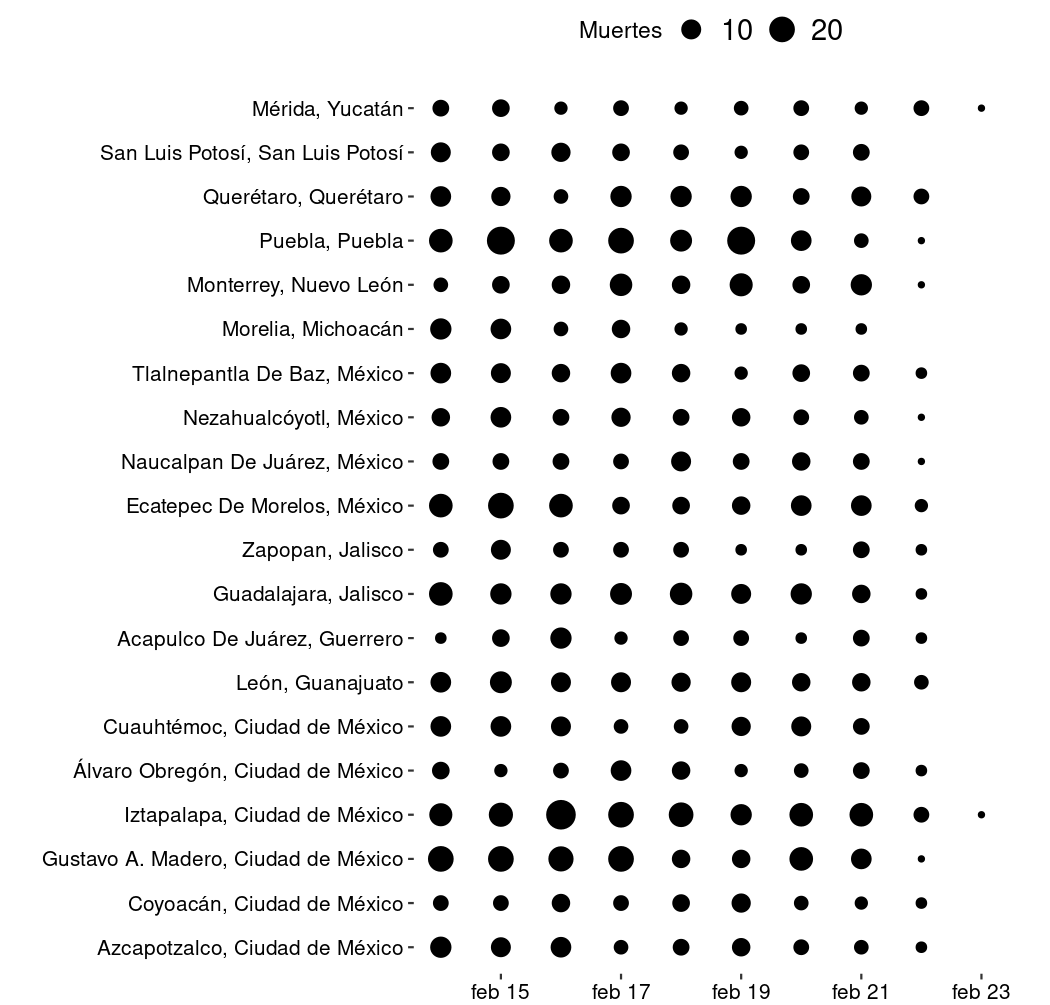 Muertes 10 20
Mérida, Yucatán
San Luis Potosí, San Luis Potosí
Querétaro, Querétaro
Puebla, Puebla
Monterrey, Nuevo León
Morelia, Michoacán
Tlalnepantla De Baz, México
Nezahualcóyotl, México
Naucalpan De Juárez, México
Ecatepec De Morelos, México
Zapopan, Jalisco
Guadalajara, Jalisco
Acapulco De Juárez, Guerrero
León, Guanajuato
Cuauhtémoc, Ciudad de México
Álvaro Obregón, Ciudad de México
Iztapalapa, Ciudad de México
Gustavo A. Madero, Ciudad de México
Coyoacán, Ciudad de México
Azcapotzalco, Ciudad de México
feb 15 feb 17 feb 19 feb 21 feb 23